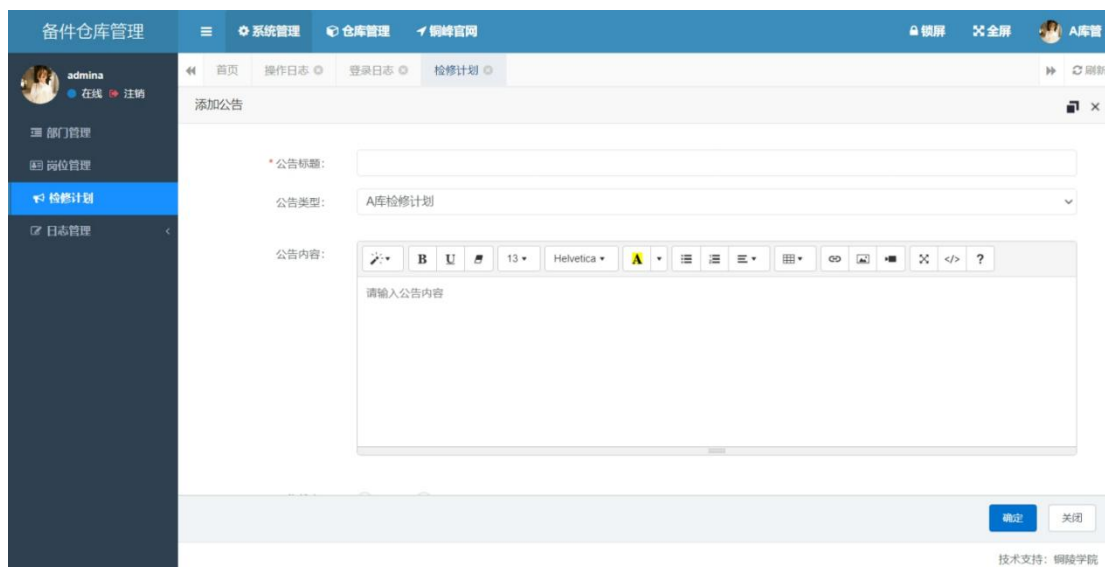 备件仓库管理
系统管理 仓库管理 铜峰官网 锁屏 全屏 A库管
首页 操作日志 登录日志 检修计划 刷新
admina
在线 注销
添加公告
部门管理
岗位管理
检修计划
日志管理
* 公告标题：
公告类型： A库检修计划
公告内容：
B U 13 Helvetica A </> ?
请输入公告内容
确定 关闭
技术支持：铜陵学院